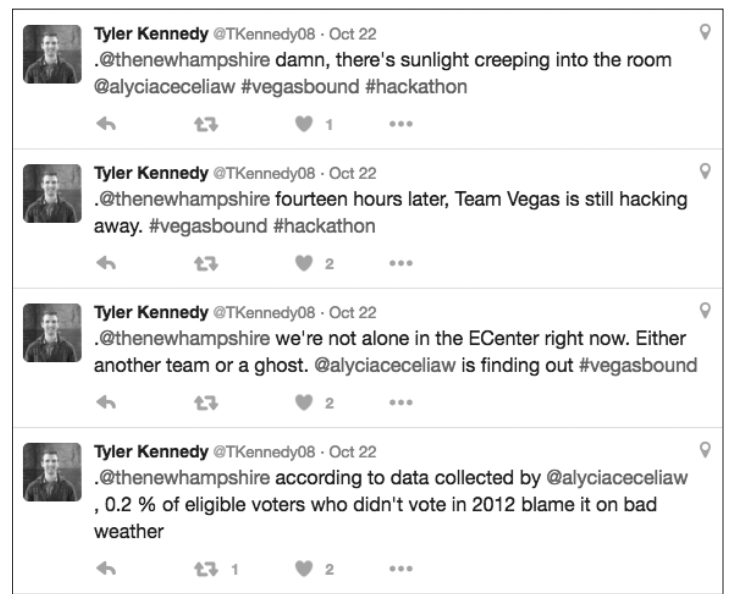 Tyler Kennedy @TKennedy08 · Oct 22
.@thenewhampshire damn, there's sunlight creeping into the room
@alyciaceceliaw #vegasbound #hackathon
1
Tyler Kennedy @TKennedy08 · Oct 22
.@thenewhampshire fourteen hours later, Team Vegas is still hacking
away. #vegasbound #hackathon
2
Tyler Kennedy @TKennedy08 · Oct 22
.@thenewhampshire we're not alone in the ECenter right now. Either
another team or a ghost. @alyciaceceliaw is finding out #vegasbound
2
Tyler Kennedy @TKennedy08 · Oct 22
.@thenewhampshire according to data collected by @alyciaceceliaw
, 0.2 % of eligible voters who didn't vote in 2012 blame it on bad
weather
1 2